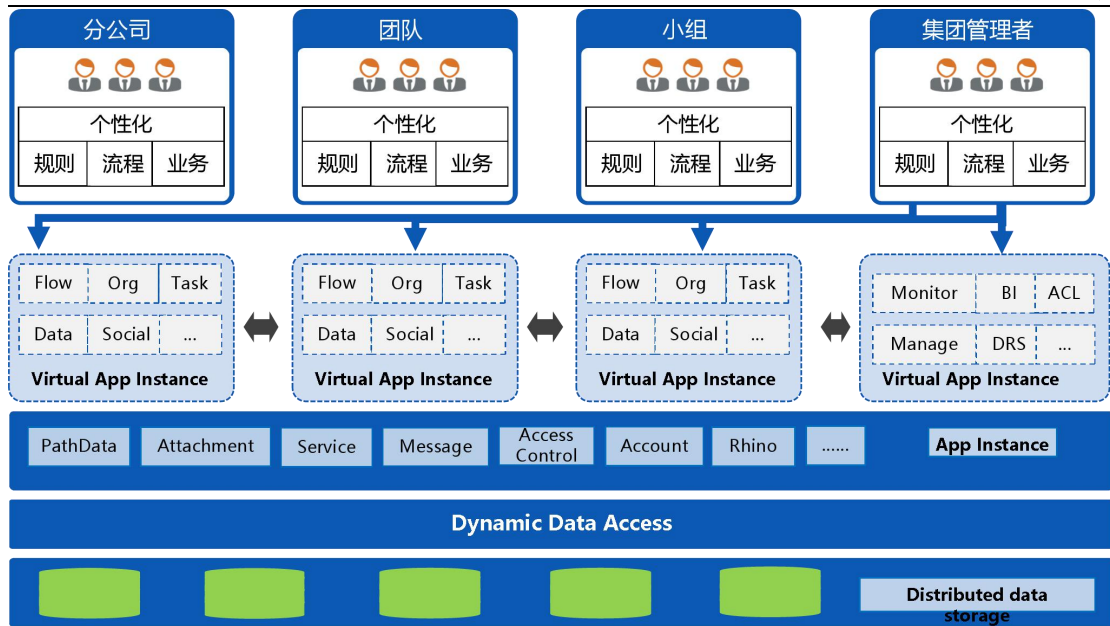 分公司
团队
小组
集团管理者
个性化
个性化
个性化
个性化
规则 流程 业务
规则 流程 业务
规则 流程 业务
规则 流程 业务
Flow Org Task
Flow Org Task
Flow Org Task
Monitor BI ACL
Data Social ...
Data Social ...
Data Social ...
Manage DRS ...
Virtual App Instance
Virtual App Instance
Virtual App Instance
Virtual App Instance
PathData
Attachment
Service
Message
Access
Control
Account
Rhino
......
App Instance
Dynamic Data Access
Distributed data
storage